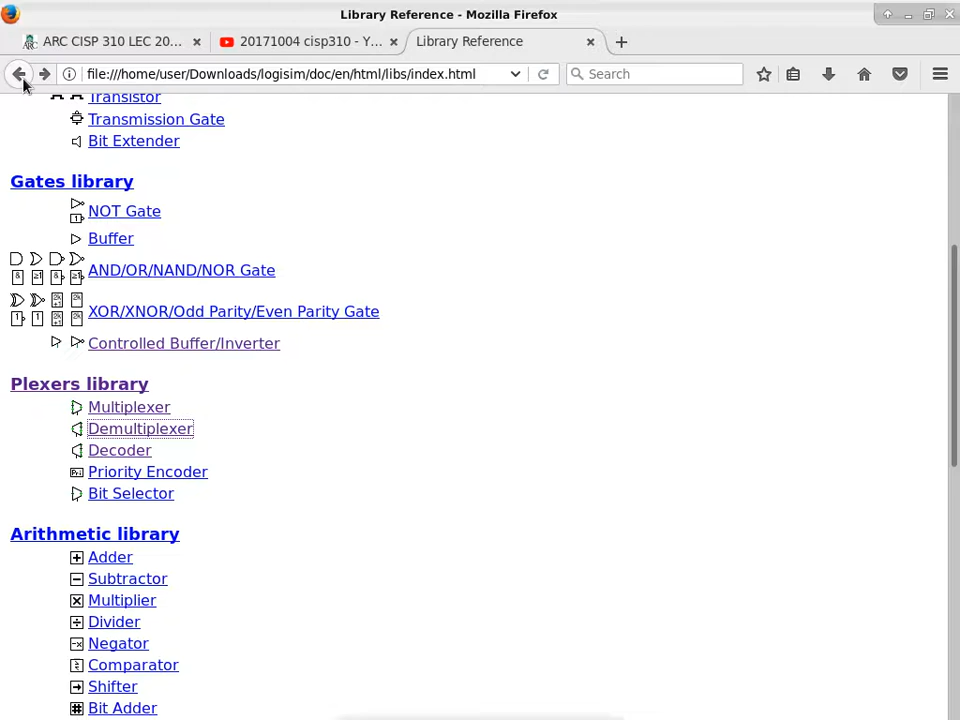 Library Reference - Mozilla Firefox
ARC CISP 310 LEC 20...
20171004 cisp310 - Y...
Library Reference
file:///home/user/Downloads/logisim/doc/en/html/libs/index.html
Search
Transistor
Transmission Gate
Bit Extender
Gates library
NOT Gate
Buffer
AND/OR/NAND/NOR Gate
XOR/XNOR/Odd Parity/Even Parity Gate
Controlled Buffer/Inverter
Plexers library
Multiplexer
Demultiplexer
Decoder
Priority Encoder
Bit Selector
Arithmetic library
Adder
Subtractor
Multiplier
Divider
Negator
Comparator
Shifter
Bit Adder